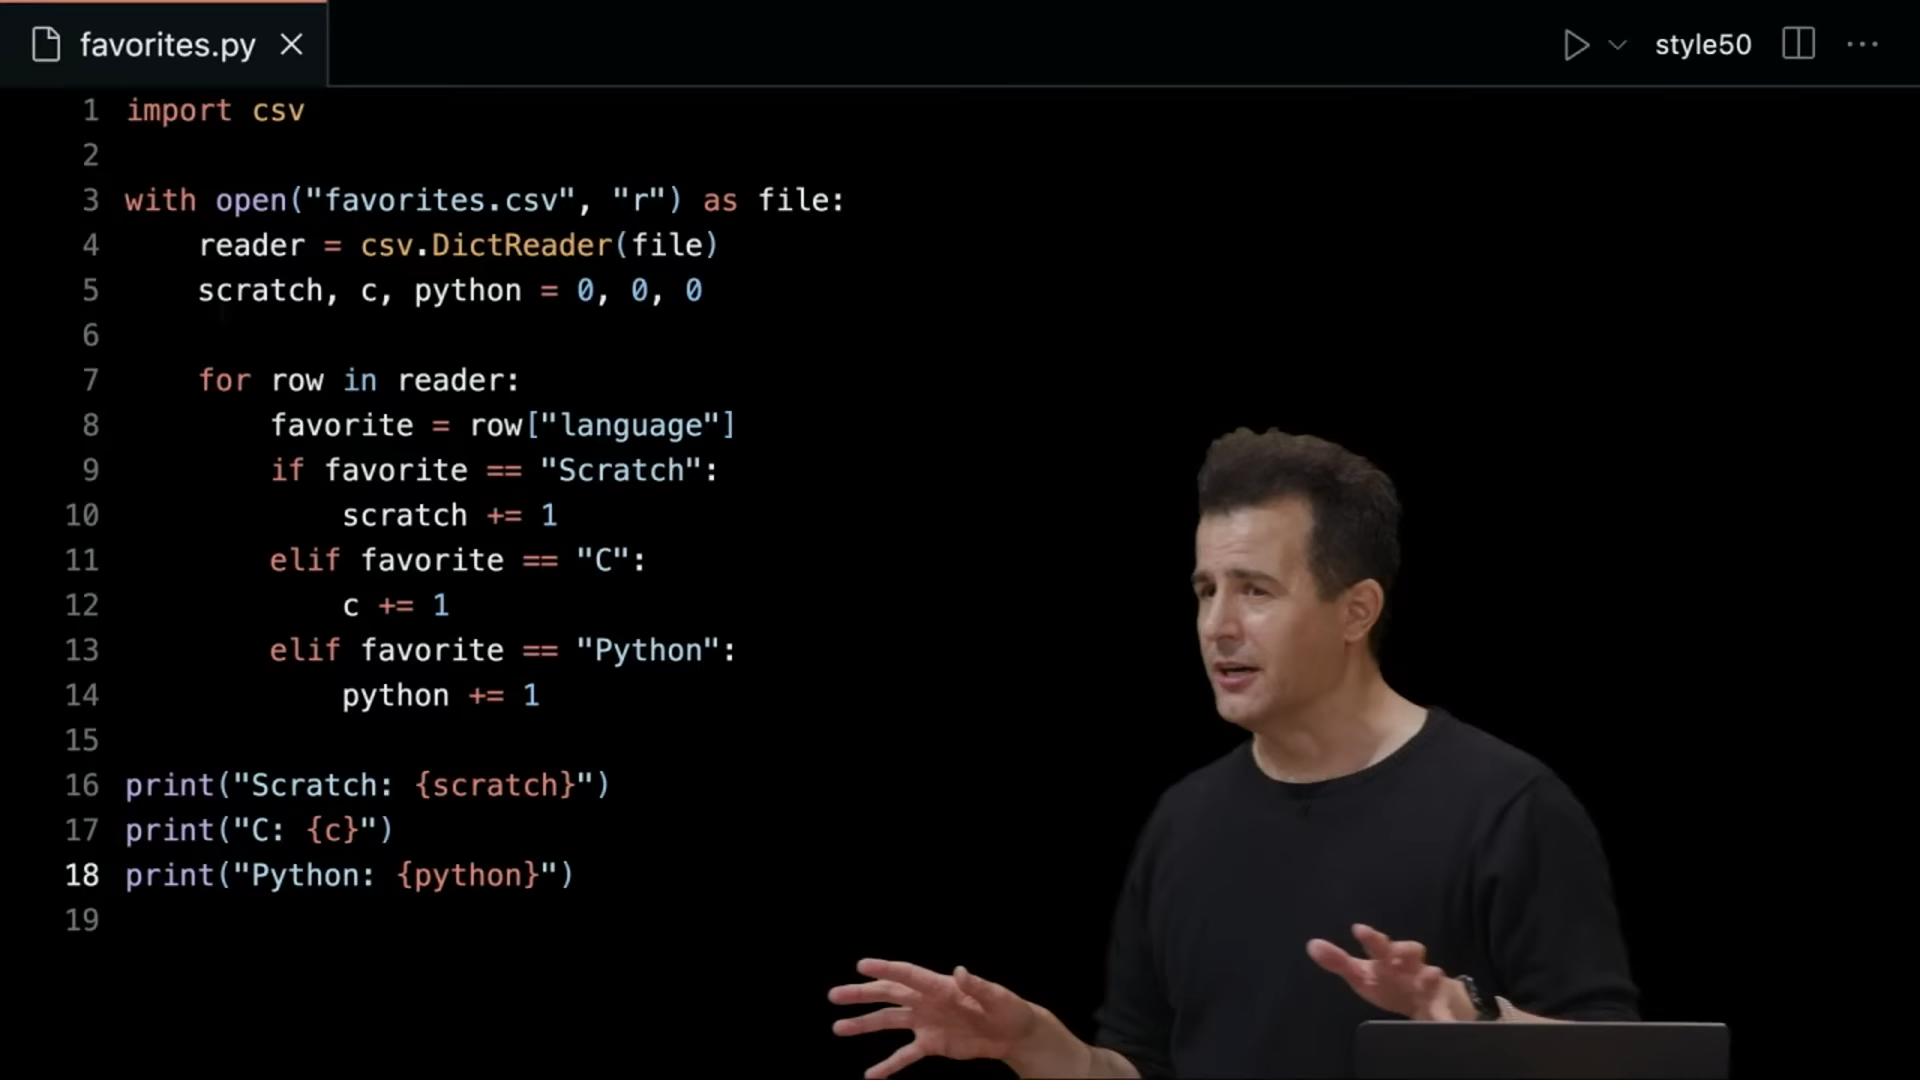 favorites.py
style50
1 import csv
2
3 with open("favorites.csv", "r") as file:
4     reader = csv.DictReader(file)
5     scratch, c, python = 0, 0, 0
6
7     for row in reader:
8         favorite = row["language"]
9         if favorite == "Scratch":
10             scratch += 1
11         elif favorite == "C":
12             c += 1
13         elif favorite == "Python":
14             python += 1
15
16 print("Scratch: {scratch}")
17 print("C: {c}")
18 print("Python: {python}")
19